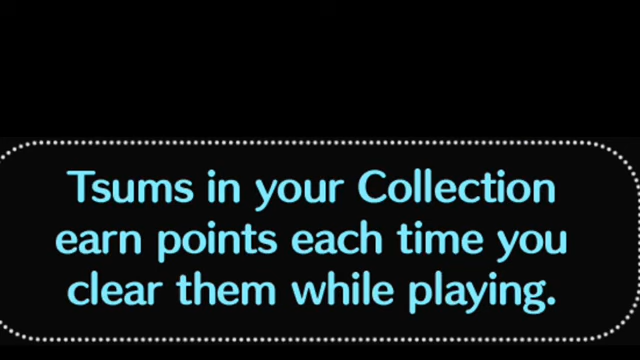 Tsums in your Collection
earn points each time you
clear them while playing.